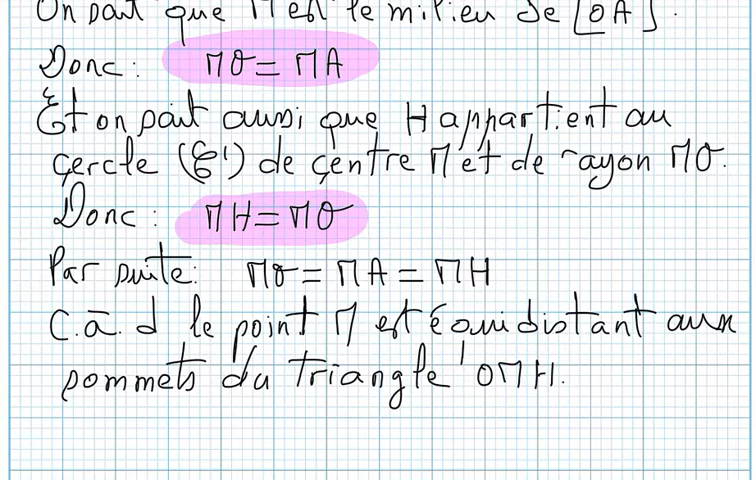 On sait que M est le milieu de [OA].
Donc: MO = MA
Et on sait aussi que H appartient au
cercle (C') de centre M et de rayon MO.
Donc: MH = MO
Par suite: MO = MA = MH
C.à.d le point M est équidistant aux
sommets du triangle OMH.